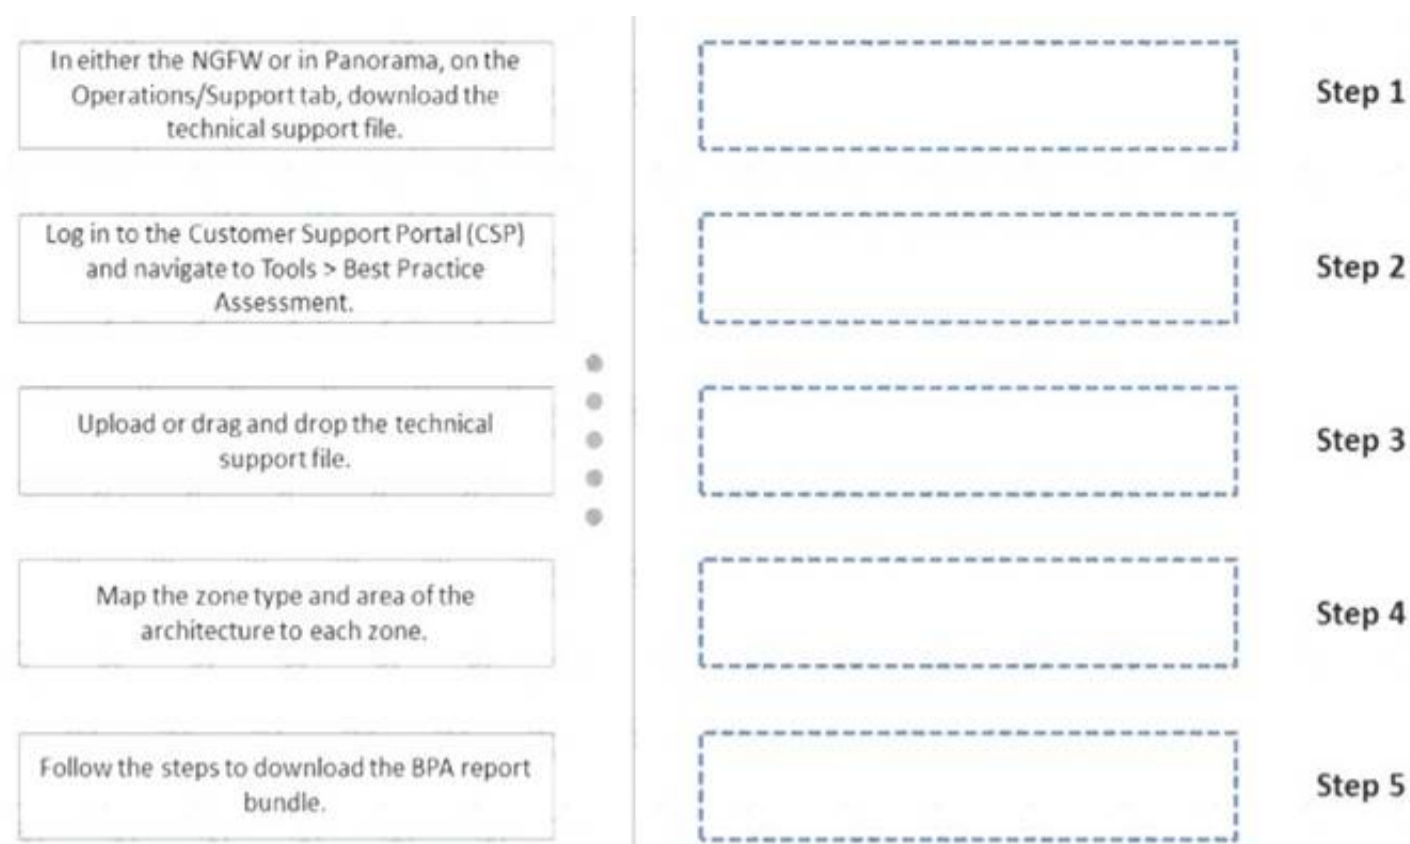 In either the NGFW or in Panorama, on the
Operations/Support tab, download the
technical support file.
Step 1
Log in to the Customer Support Portal (CSP)
and navigate to Tools > Best Practice
Assessment.
Step 2
Upload or drag and drop the technical
support file.
Step 3
Map the zone type and area of the
architecture to each zone.
Step 4
Follow the steps to download the BPA report
bundle.
Step 5